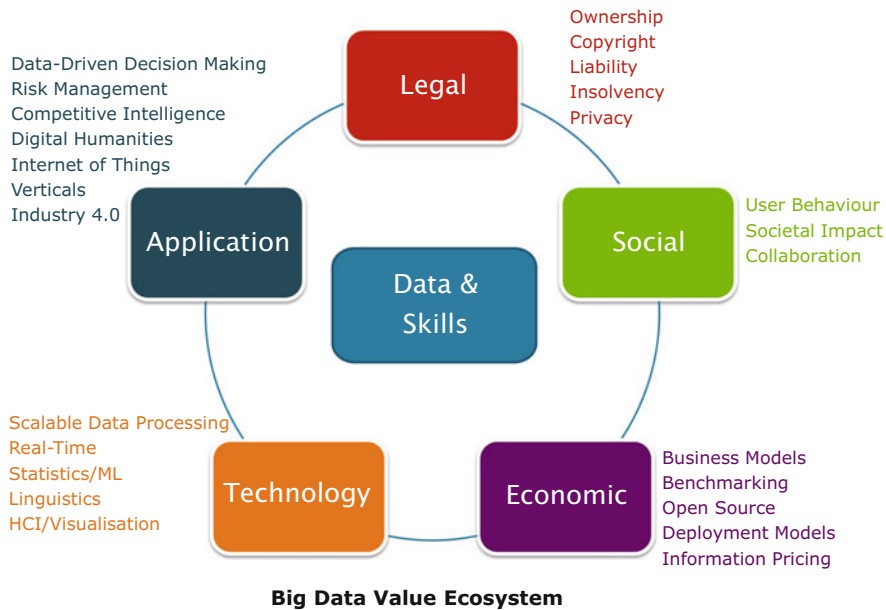 Legal
Ownership
Copyright
Liability
Insolvency
Privacy
Data-Driven Decision Making
Risk Management
Competitive Intelligence
Digital Humanities
Internet of Things
Verticals
Industry 4.0
Application
Social
User Behaviour
Societal Impact
Collaboration
Data &
Skills
Scalable Data Processing
Real-Time
Statistics/ML
Linguistics
HCI/Visualisation
Technology
Economic
Business Models
Benchmarking
Open Source
Deployment Models
Information Pricing
Big Data Value Ecosystem